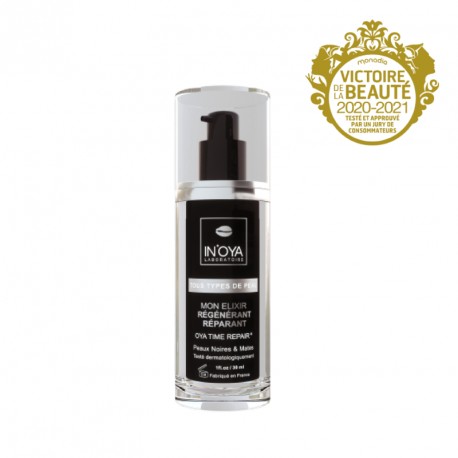 monadia
VICTOIRE
DE LA BEAUTÉ
2020-2021
TESTÉ ET APPROUVÉ
PAR UN JURY DE
CONSOMMATEURS
IN'OYA
LABORATOIRE
TOUS TYPES DE PEAU
MON ELIXIR
RÉGÉNÉRANT
RÉPARANT
OYA TIME REPAIR*
Peaux Noires & Mates
Testé dermatologiquement
1fl.oz / 30 ml
Fabriqué en France